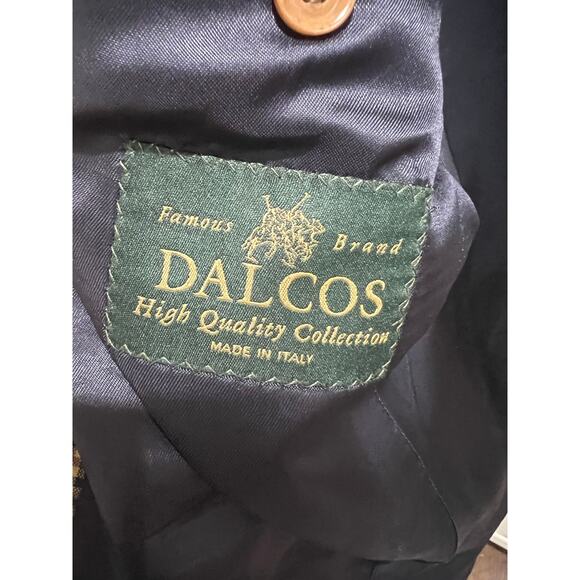 Famous Brand
DALCOS
High Quality Collection
MADE IN ITALY